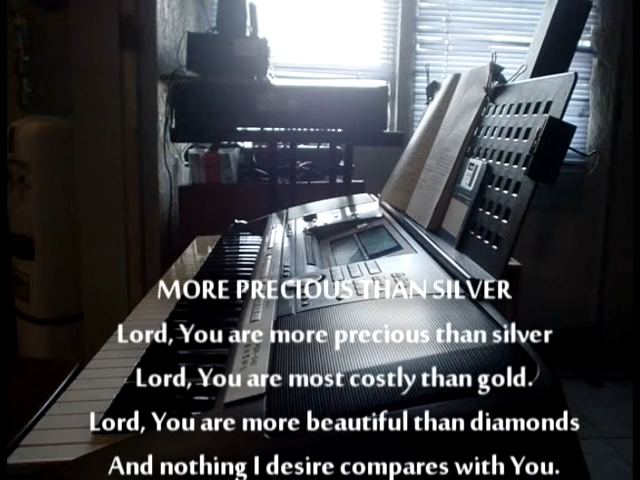 MORE PRECIOUS THAN SILVER
Lord, You are more precious than silver
Lord, You are most costly than gold.
Lord, You are more beautiful than diamonds
And nothing I desire compares with You.